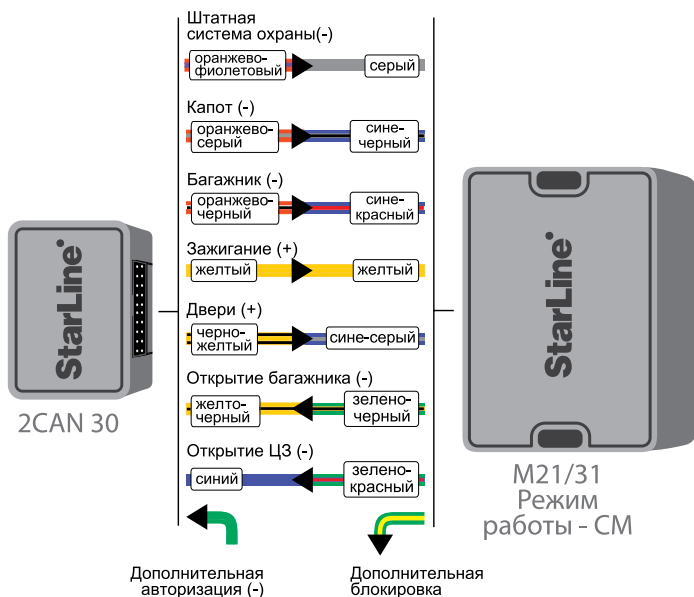 Штатная
система охраны(-)
оранжево-
фиолетовый
серый
Капот (-)
оранжево-
серый
сине-
черный
Багажник (-)
оранжево-
черный
сине-
красный
Зажигание (+)
желтый
желтый
Двери (+)
черно-
желтый
сине-серый
Открытие багажника (-)
желто-
черный
зелено-
черный
Открытие ЦЗ (-)
синий
зелено-
красный
Дополнительная
авторизация (-)
Дополнительная
блокировка
StarLine
2CAN 30
StarLine
M21/31
Режим
работы - СМ